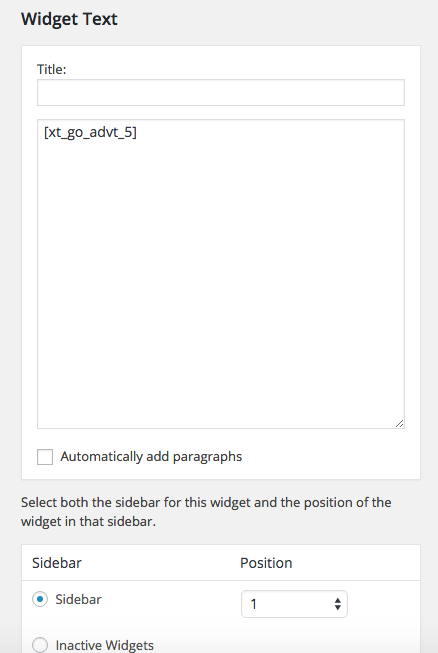 Widget Text
Title:
[xt_go_advt_5]
Automatically add paragraphs
Select both the sidebar for this widget and the position of the
widget in that sidebar.
Sidebar Position
Sidebar 1
Inactive Widgets